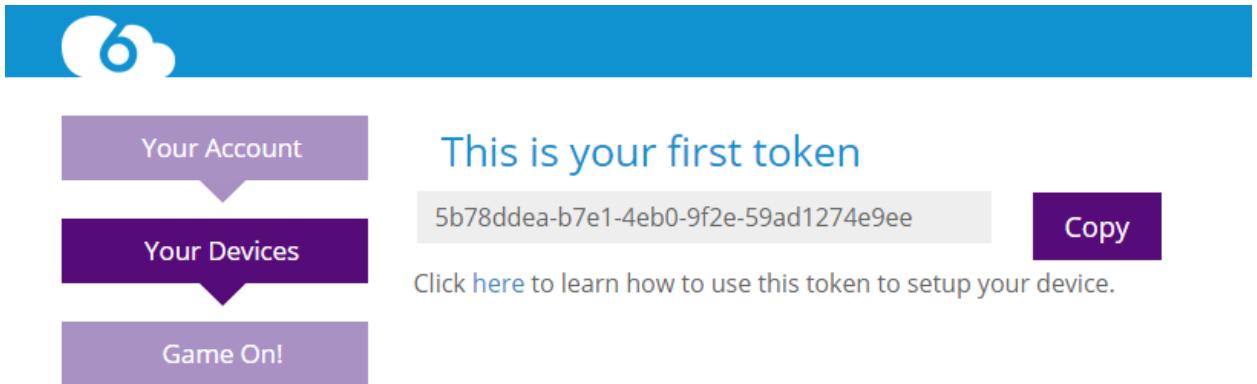 6
Your Account
This is your first token
5b78ddea-b7e1-4eb0-9f2e-59ad1274e9ee
Copy
Your Devices
Click here to learn how to use this token to setup your device.
Game On!